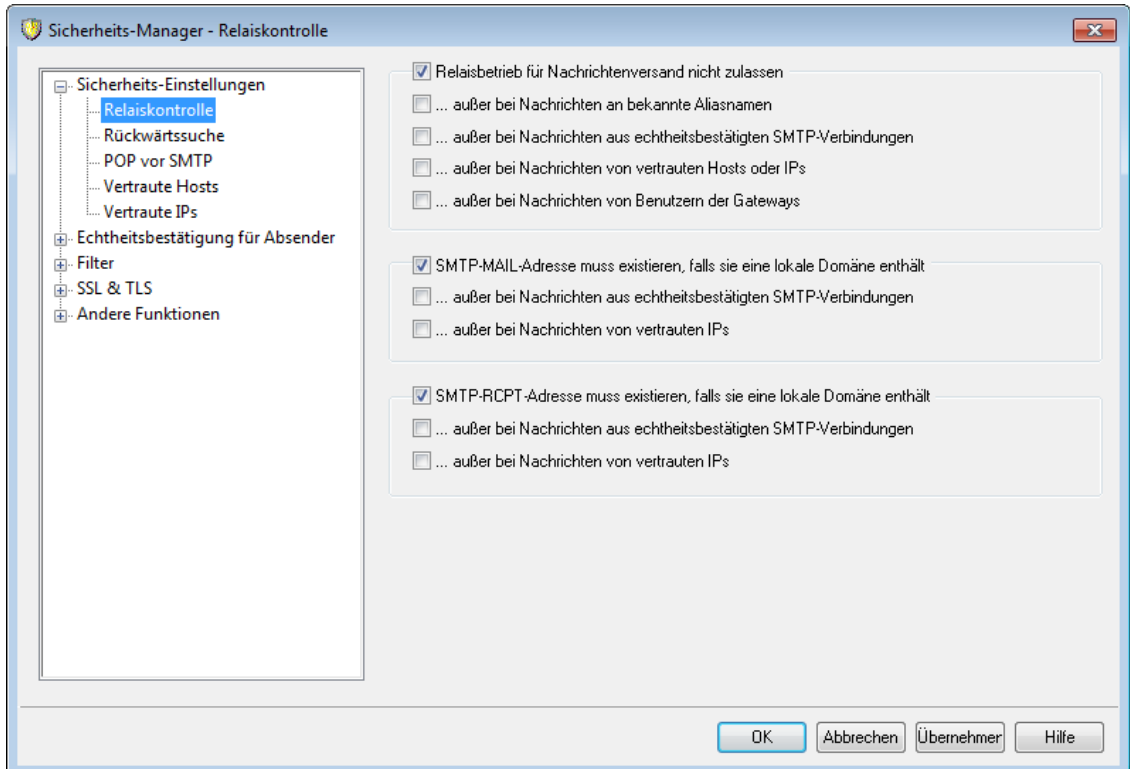 Sicherheits-Manager - Relaiskontrolle
Sicherheits-Einstellungen
Relaiskontrolle
Rückwärtssuche
POP vor SMTP
Vertraute Hosts
Vertraute IPs
Echtheitsbestätigung für Absender
Filter
SSL & TLS
Andere Funktionen
Relaisbetrieb für Nachrichtenversand nicht zulassen
... außer bei Nachrichten an bekannte Aliasnamen
... außer bei Nachrichten aus echtheitsbestätigten SMTP-Verbindungen
... außer bei Nachrichten von vertrauten Hosts oder IPs
... außer bei Nachrichten von Benutzern der Gateways
SMTP-MAIL-Adresse muss existieren, falls sie eine lokale Domäne enthält
... außer bei Nachrichten aus echtheitsbestätigten SMTP-Verbindungen
... außer bei Nachrichten von vertrauten IPs
SMTP-RCPT-Adresse muss existieren, falls sie eine lokale Domäne enthält
... außer bei Nachrichten aus echtheitsbestätigten SMTP-Verbindungen
... außer bei Nachrichten von vertrauten IPs
OK
Abbrechen
Übernehmer
Hilfe